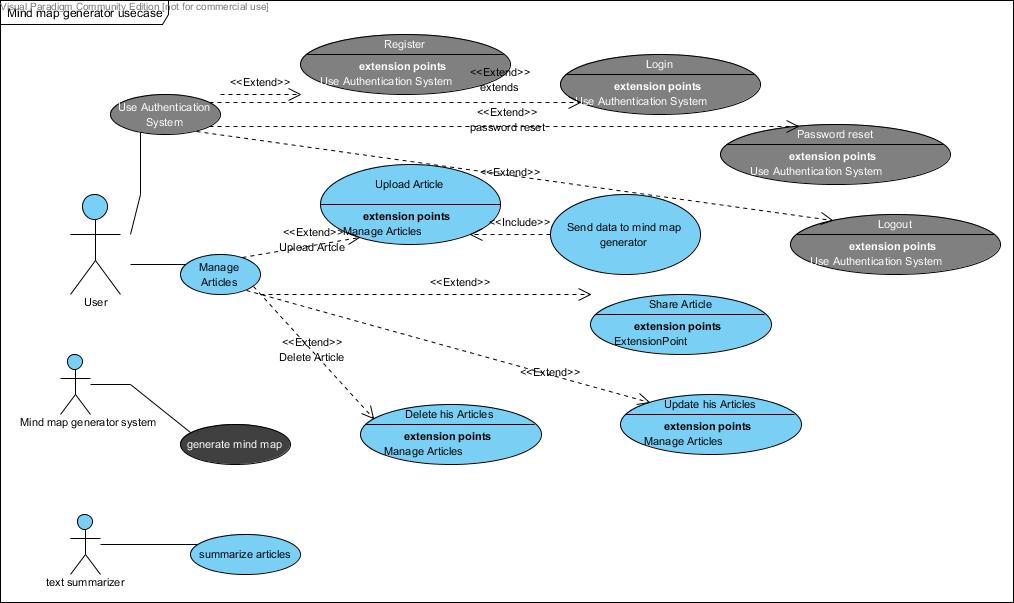 Visual Paradigm Community Edition [not for commercial use]
Mind map generator usecase
Register
extension points
Use Authentication System
<<Extend>>
<<Extend>>
extends
Login
extension points
Use Authentication System
Use Authentication
System
<<Extend>>
password reset
Password reset
extension points
Use Authentication System
<<Extend>>
Upload Article
extension points
Manage Articles
<<Include>>
Send data to mind map
generator
Logout
extension points
Use Authentication System
<<Extend>>
Upload Artcle
Manage
Articles
User
<<Extend>>
Share Article
extension points
ExtensionPoint
<<Extend>>
Delete Article
<<Extend>>
Delete his Articles
extension points
Manage Articles
Update his Articles
extension points
Manage Articles
Mind map generator system
generate mind map
text summarizer
summarize articles